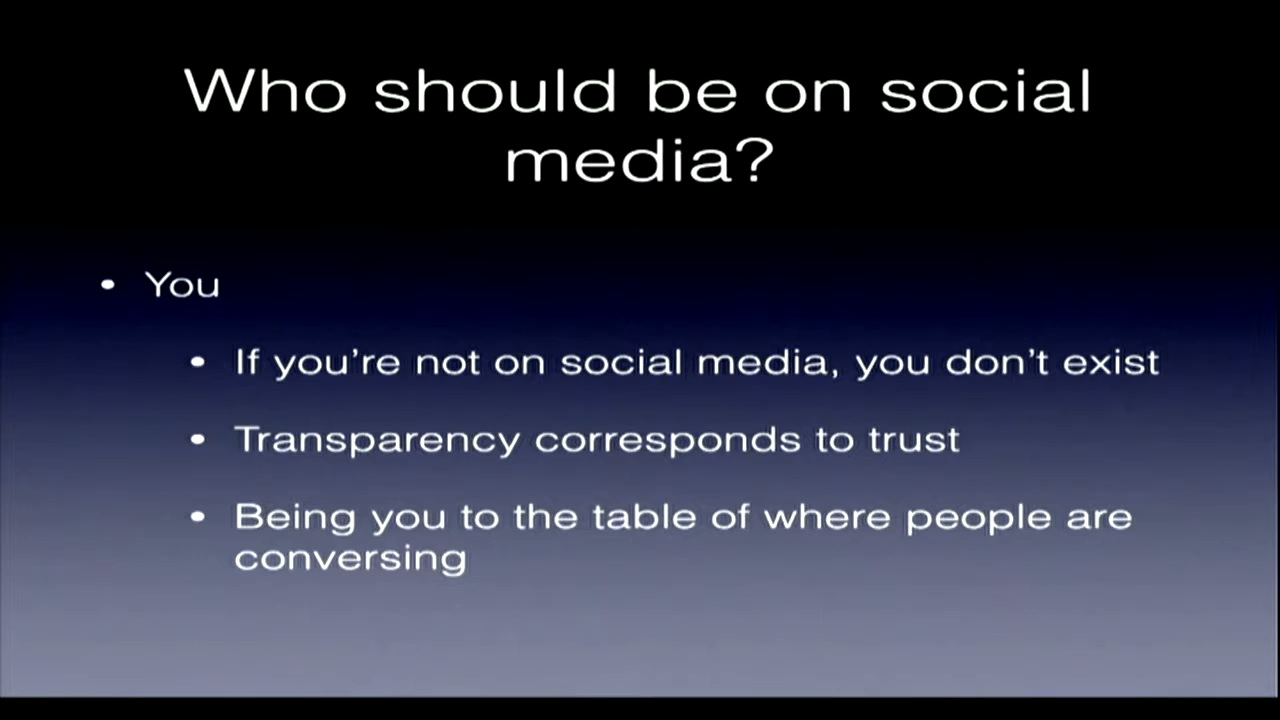 Who should be on social
media?
• You
• If you’re not on social media, you don’t exist
• Transparency corresponds to trust
• Being you to the table of where people are
conversing